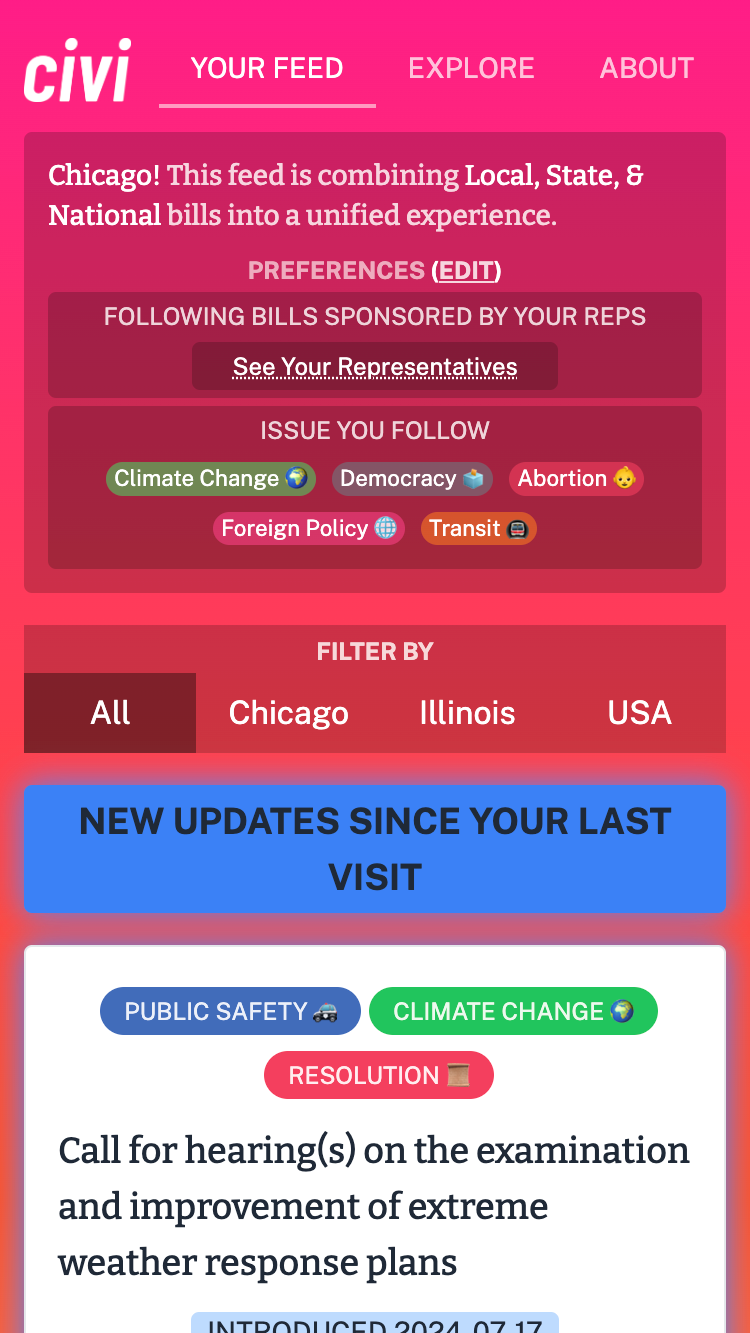 civi
YOUR FEED
EXPLORE
ABOUT
Chicago! This feed is combining Local, State, &
National bills into a unified experience.
PREFERENCES (EDIT)
FOLLOWING BILLS SPONSORED BY YOUR REPS
See Your Representatives
ISSUE YOU FOLLOW
Climate Change 🌍 Democracy 🗳️ Abortion 👶
Foreign Policy 🌐 Transit 🚇
FILTER BY
All
Chicago
Illinois
USA
NEW UPDATES SINCE YOUR LAST
VISIT
PUBLIC SAFETY 🚓 CLIMATE CHANGE 🌍
RESOLUTION 📜
Call for hearing(s) on the examination
and improvement of extreme
weather response plans
INTRODUCED 2024-07-17